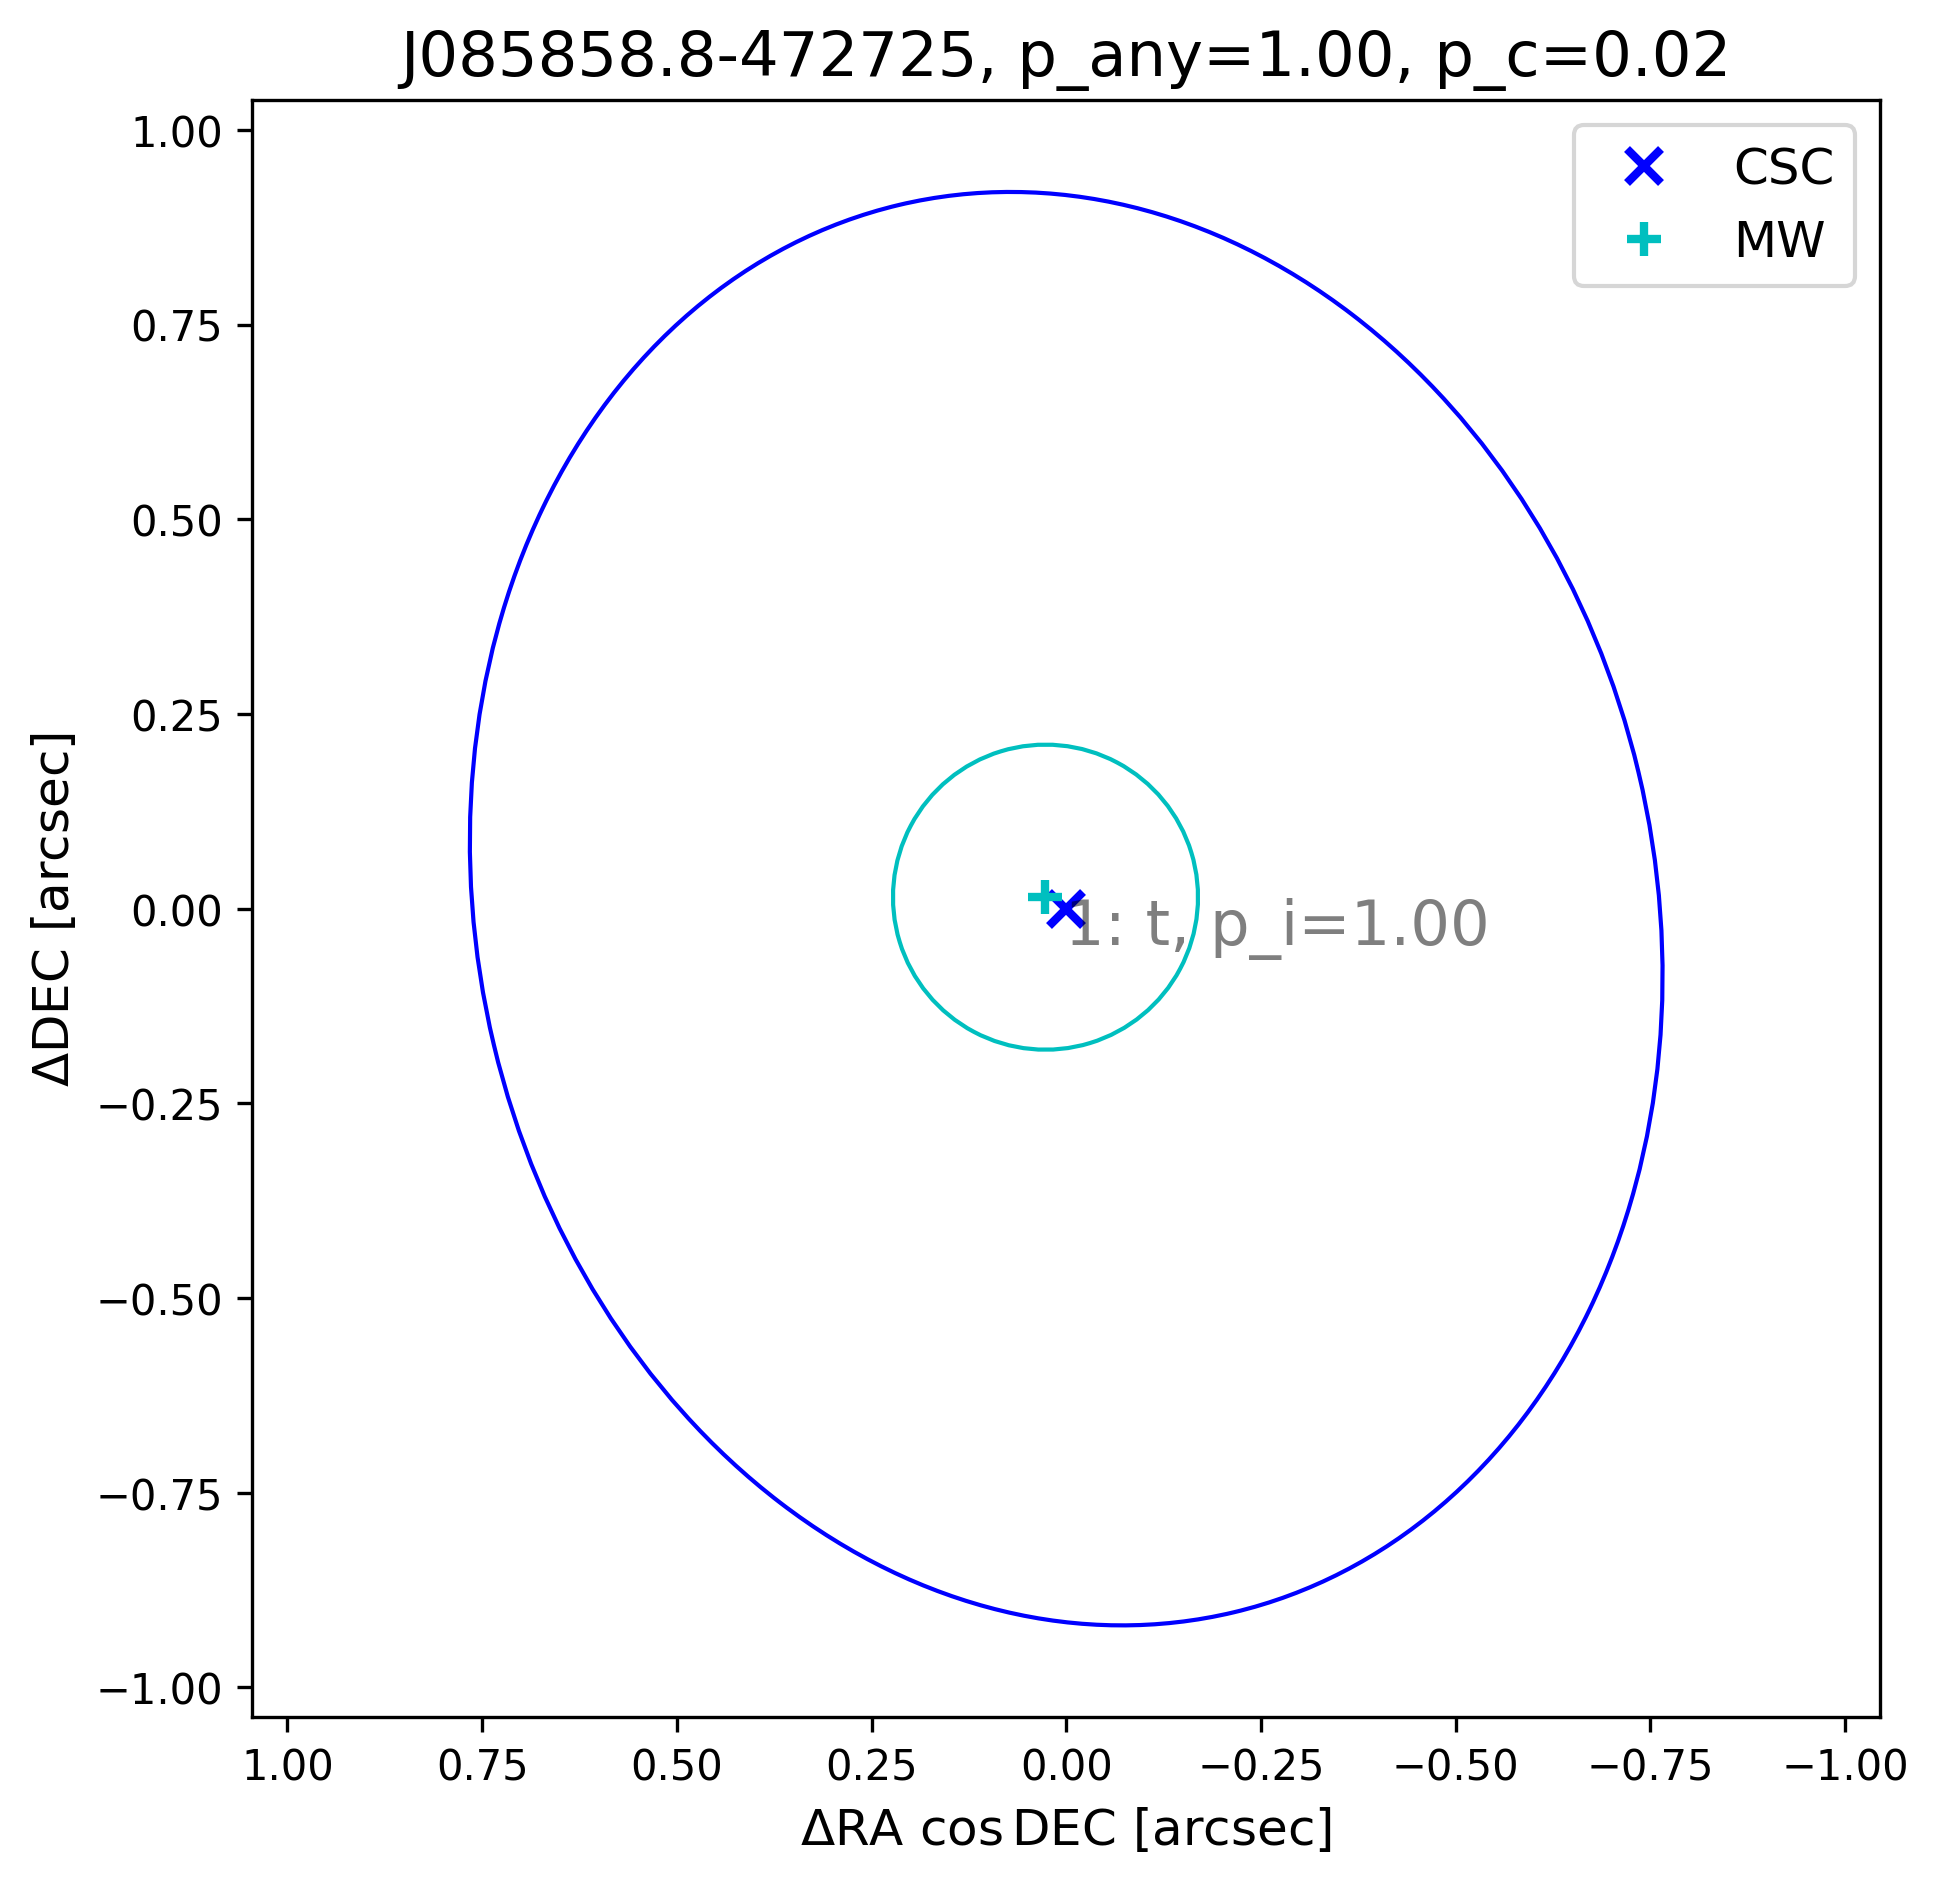 J085858.8-472725, p_any=1.00, p_c=0.02
CSC
MW
1.00
0.75
0.50
0.25
0.00
−0.25
−0.50
−0.75
−1.00
ΔDEC [arcsec]
1: t, p_i=1.00
1.00 0.75 0.50 0.25 0.00 −0.25 −0.50 −0.75 −1.00
ΔRA cos DEC [arcsec]